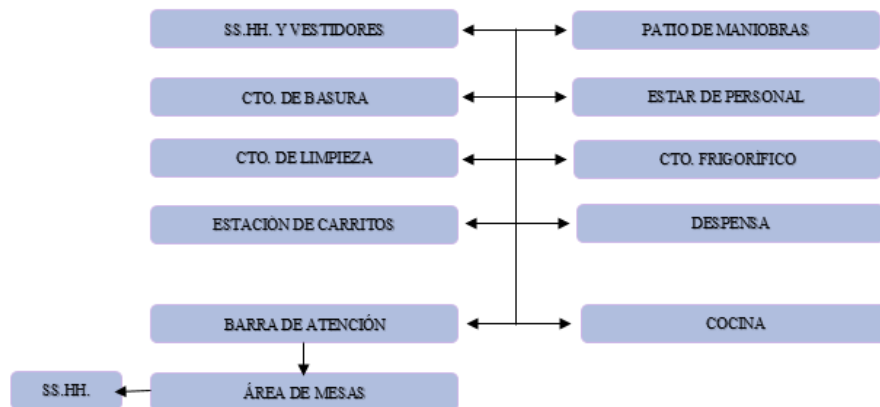 SS.HH. Y VESTIDORES
PATIO DE MANIOBRAS
CTO. DE BASURA
ESTAR DE PERSONAL
CTO. DE LIMPIEZA
CTO. FRIGORÍFICO
ESTACIÓN DE CARRITOS
DESPENSA
BARRA DE ATENCIÓN
COCINA
SS.HH.
ÁREA DE MESAS